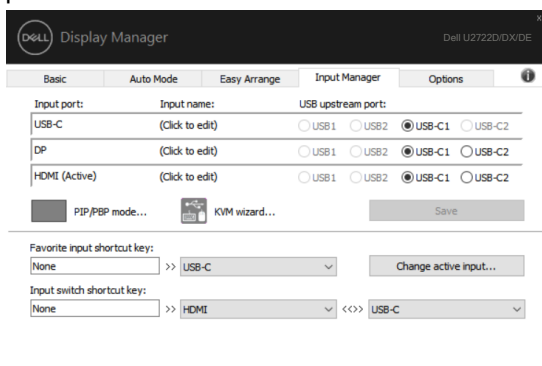 x
DELL Display Manager
Dell U2722D/DX/DE
Basic Auto Mode Easy Arrange Input Manager Options i
Input port: Input name: USB upstream port:
USB-C (Click to edit) USB1 USB2 USB-C1 USB-C2
DP (Click to edit) USB1 USB2 USB-C1 USB-C2
HDMI (Active) (Click to edit) USB1 USB2 USB-C1 USB-C2
PIP/PBP mode... KVM wizard... Save
Favorite input shortcut key:
None >> USB-C Change active input...
Input switch shortcut key:
None >> HDMI <<>> USB-C